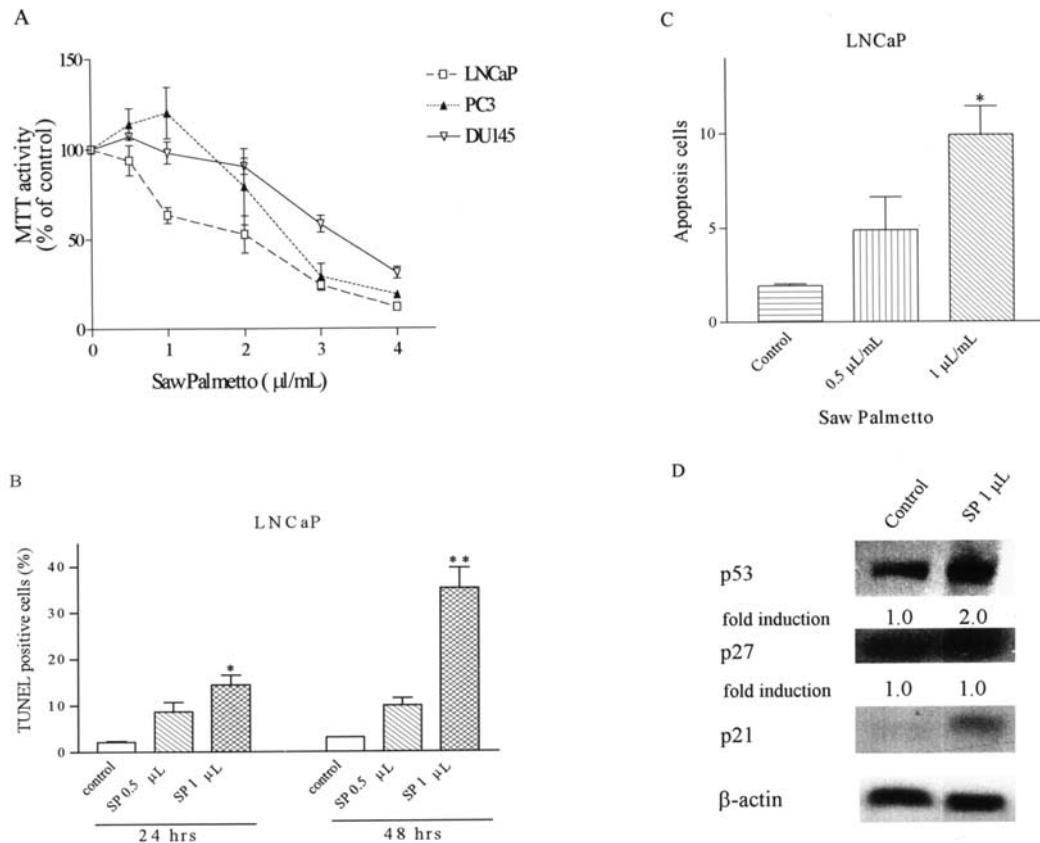 A
MTT activity
(% of control)
150
100
50
0
0 1 2 3 4
SawPalmetto ( µl/mL)
LNCaP
PC3
DU145
B
LNCaP
TUNEL positive cells (%)
40
30
20
10
0
* **
control SP 0.5 µL SP 1 µL control SP 0.5 µL SP 1 µL
24 hrs 48 hrs
C
LNCaP
Apoptosis cells
10
5
0
*
Control 0.5 µL/mL 1 µL/mL
Saw Palmetto
D
Control SP 1 µL
p53
fold induction 1.0 2.0
p27
fold induction 1.0 1.0
p21
β-actin